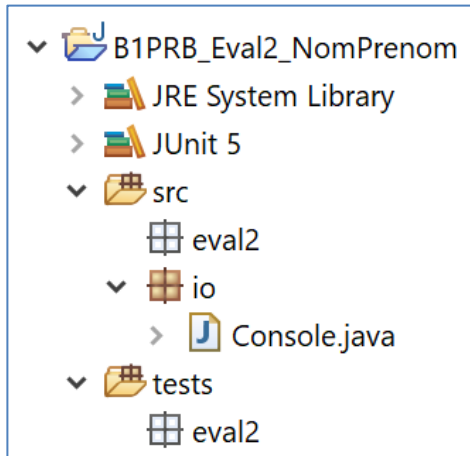 B1PRB_Eval2_NomPrenom
JRE System Library
JUnit 5
src
eval2
io
Console.java
tests
eval2